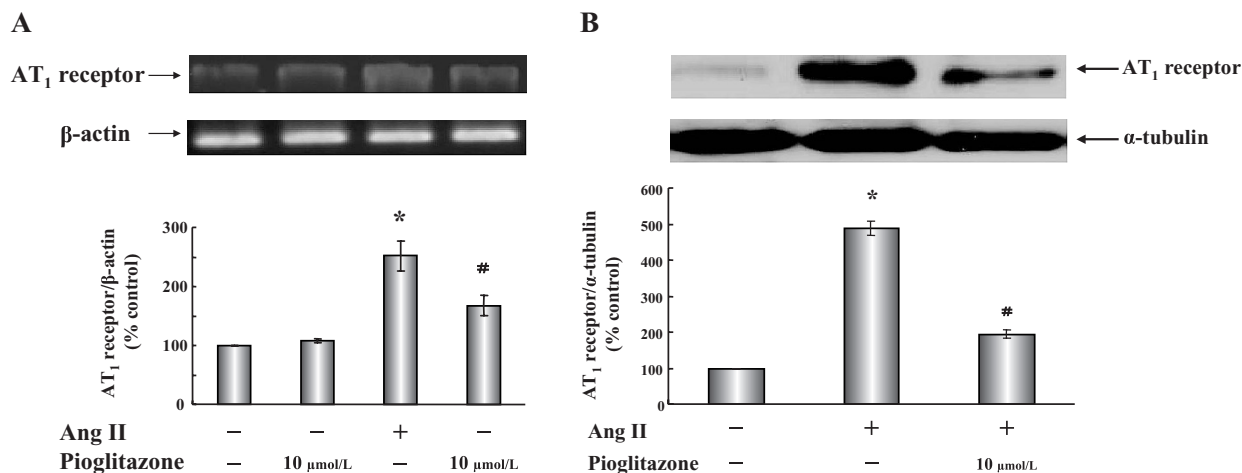 A
AT₁ receptor
β-actin
AT₁ receptor/β-actin
(% control)
300
200
100
0
Ang II − − + −
Pioglitazone − 10 µmol/L − 10 µmol/L
B
AT₁ receptor
α-tubulin
AT₁ receptor/α-tubulin
(% control)
600
500
400
300
200
100
0
* 
#
*
#
Ang II − + +
Pioglitazone − − 10 µmol/L